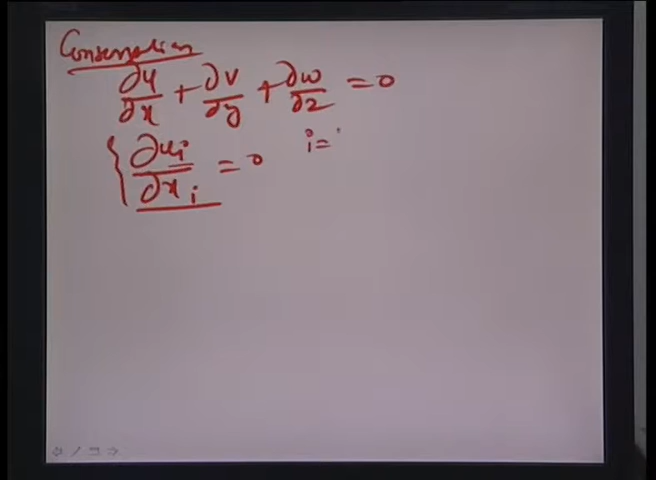 Conservation
∂u/∂x + ∂v/∂y + ∂w/∂z = 0
{ ∂uᵢ/∂xᵢ = 0 i =